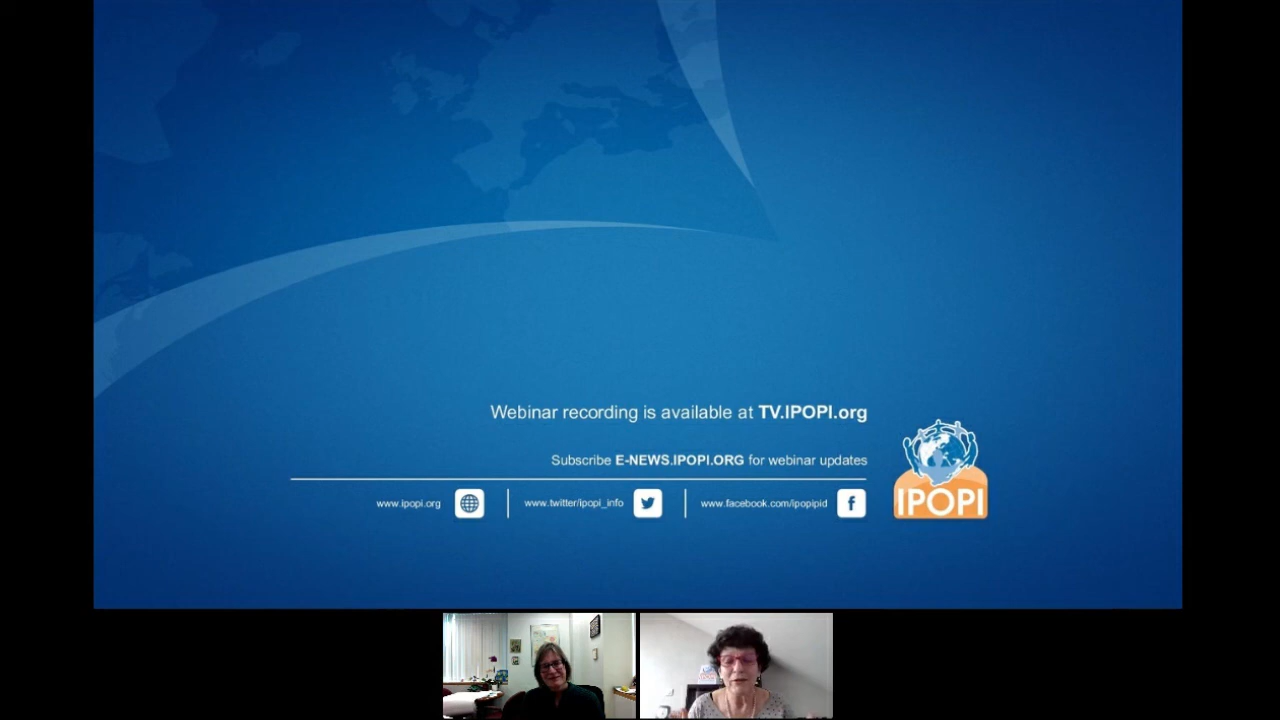 Webinar recording is available at TV.IPOPI.org
Subscribe E-NEWS.IPOPI.ORG for webinar updates
www.ipopi.org
www.twitter/ipopi_info
www.facebook.com/ipopipid
IPOPI